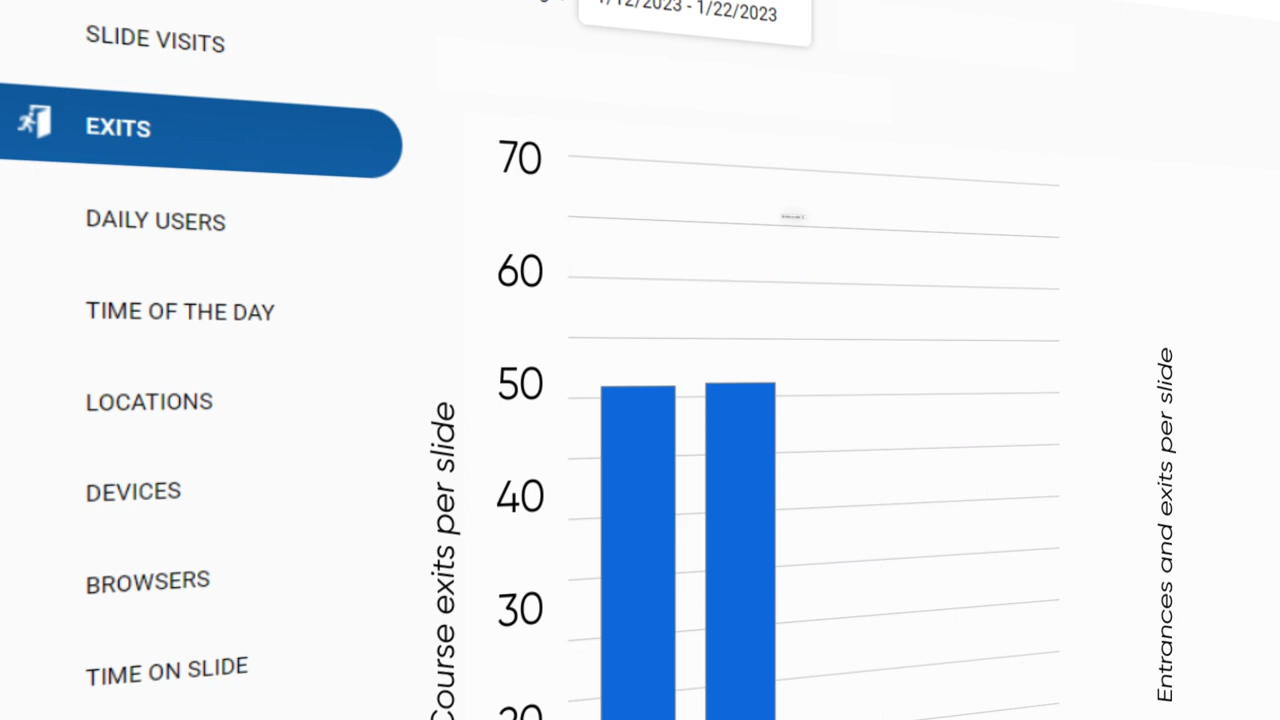 SLIDE VISITS
EXITS
DAILY USERS
TIME OF THE DAY
LOCATIONS
DEVICES
BROWSERS
TIME ON SLIDE
1/12/2023 - 1/22/2023
70
60
50
40
30
20
Course exits per slide
Entrances and exits per slide